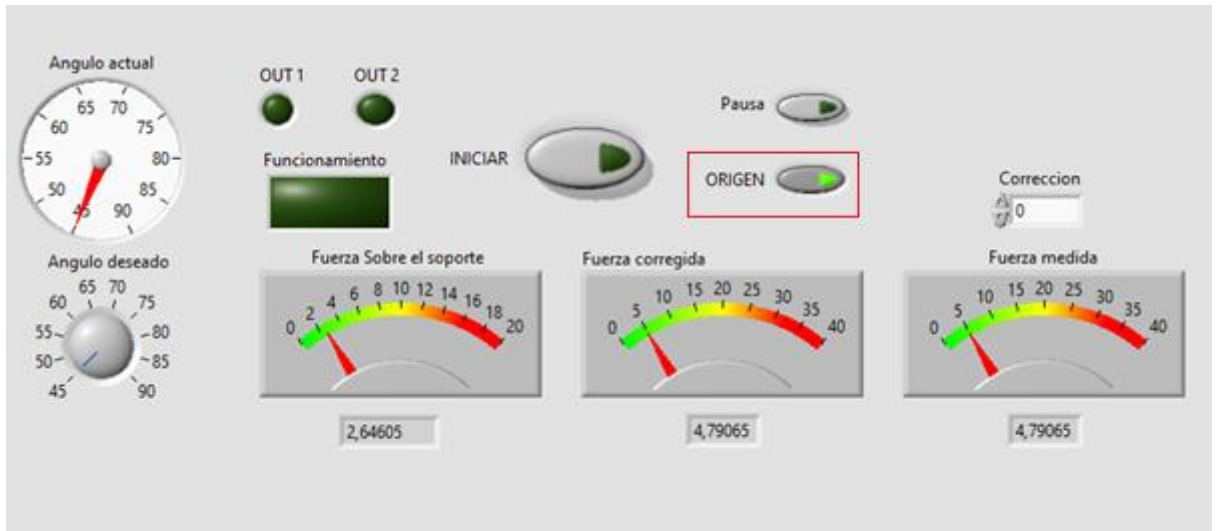 Angulo actual
45
50
55
60
65
70
75
80
85
90
Angulo deseado
45
50
55
60
65
70
75
80
85
90
OUT 1
OUT 2
Funcionamiento
INICIAR
Pausa
ORIGEN
Correccion
0
Fuerza Sobre el soporte
0 2 4 6 8 10 12 14 16 18 20
2,64605
Fuerza corregida
0 5 10 15 20 25 30 35 40
4,79065
Fuerza medida
0 5 10 15 20 25 30 35 40
4,79065